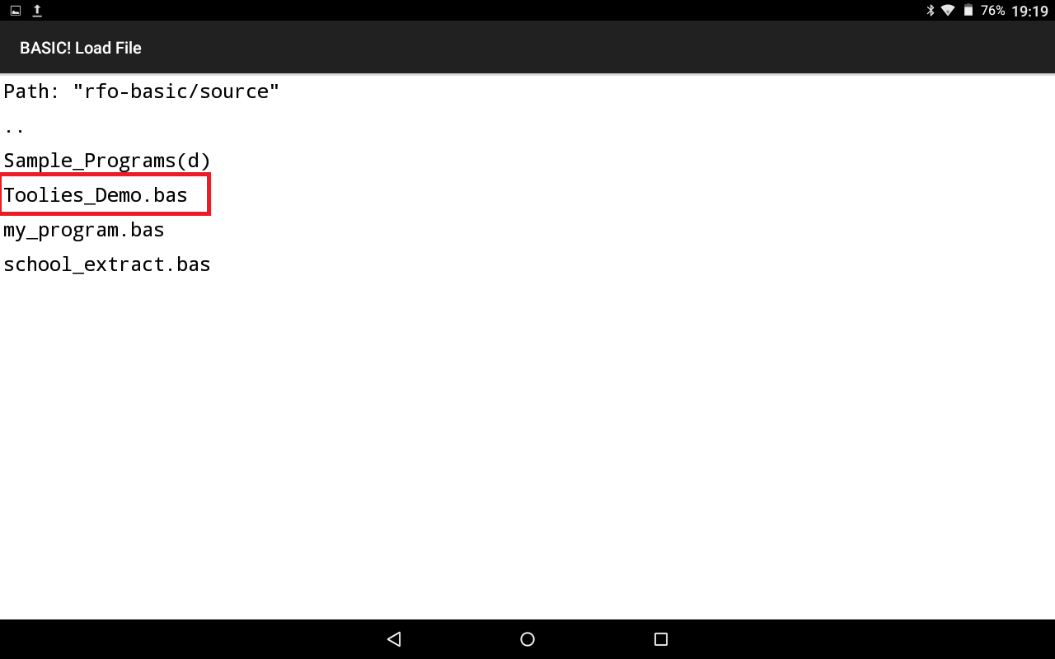 76% 19:19
BASIC! Load File
Path: "rfo-basic/source"
..
Sample_Programs(d)
Toolies_Demo.bas
my_program.bas
school_extract.bas